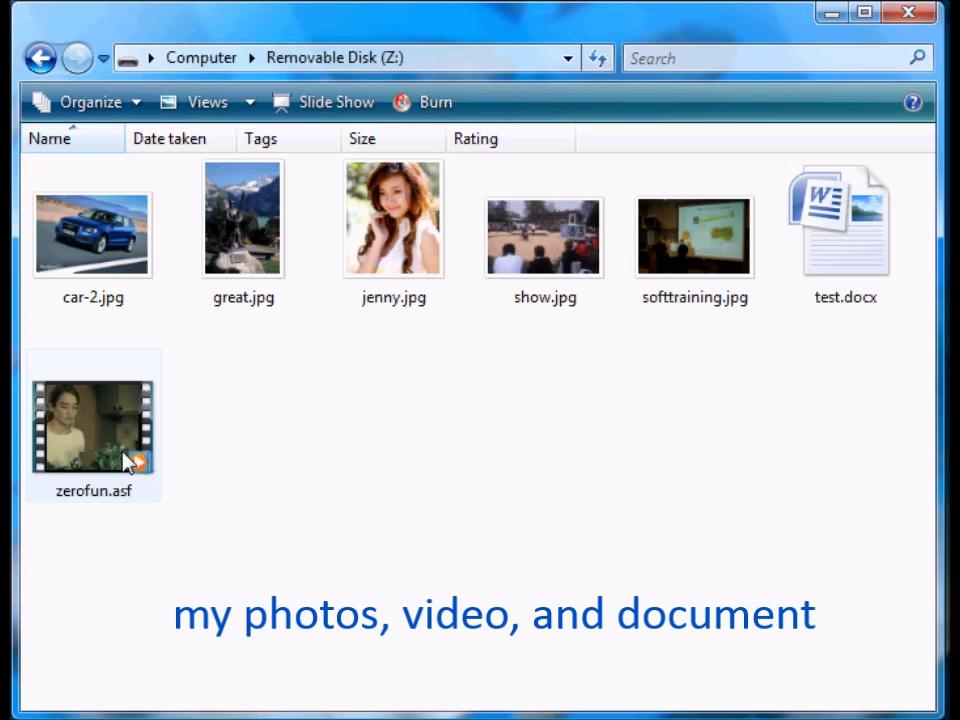 Computer Removable Disk (Z:) Search
Organize Views Slide Show Burn ?
Name Date taken Tags Size Rating
W
car-2.jpg great.jpg jenny.jpg show.jpg softtraining.jpg test.docx
zerofun.asf
my photos, video, and document